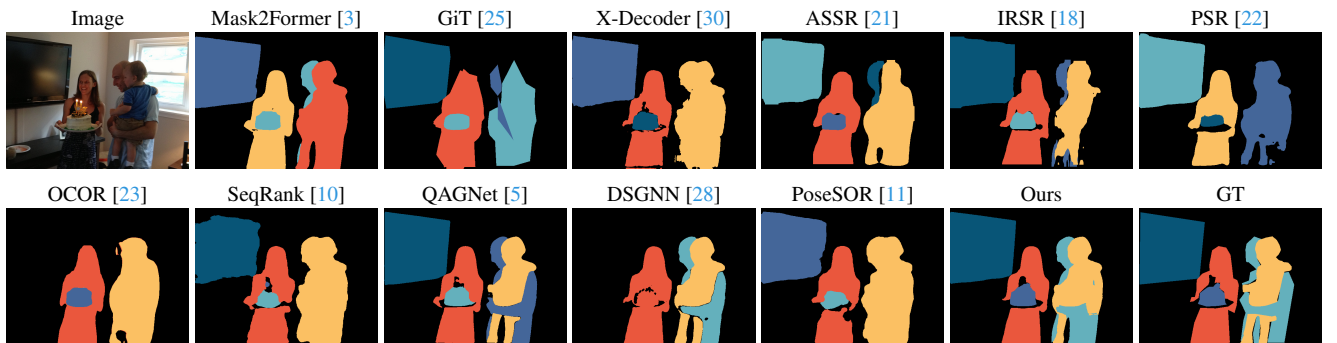 Image Mask2Former [3] GiT [25] X-Decoder [30] ASSR [21] IRSR [18] PSR [22]
OCOR [23] SeqRank [10] QAGNet [5] DSGNN [28] PoseSOR [11] Ours GT